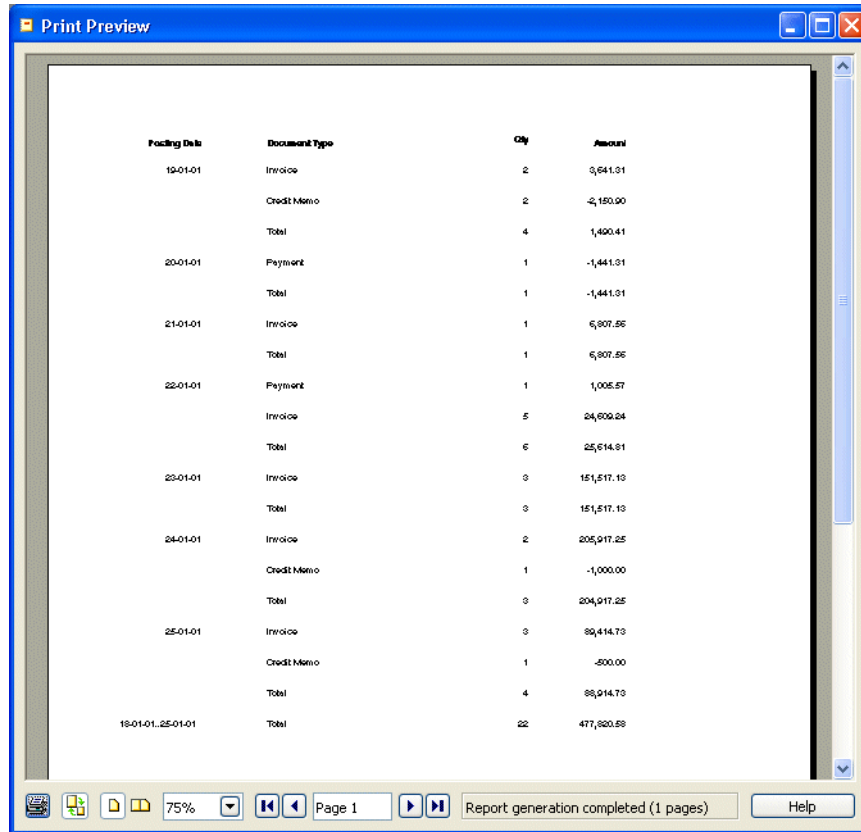 Print Preview
Posting Date Document Type Qty Amount
19-01-01 Invoice 2 3,641.31
Credit Memo 2 -2,150.90
Total 4 1,490.41
20-01-01 Payment 1 -1,441.31
Total 1 -1,441.31
21-01-01 Invoice 1 6,807.56
Total 1 6,807.56
22-01-01 Payment 1 1,005.57
Invoice 5 24,609.24
Total 6 25,614.81
23-01-01 Invoice 3 151,517.13
Total 3 151,517.13
24-01-01 Invoice 2 205,917.25
Credit Memo 1 -1,000.00
Total 3 204,917.25
25-01-01 Invoice 3 89,414.73
Credit Memo 1 -500.00
Total 4 88,914.73
18-01-01..25-01-01 Total 22 477,820.58
75% Page 1 Report generation completed (1 pages) Help